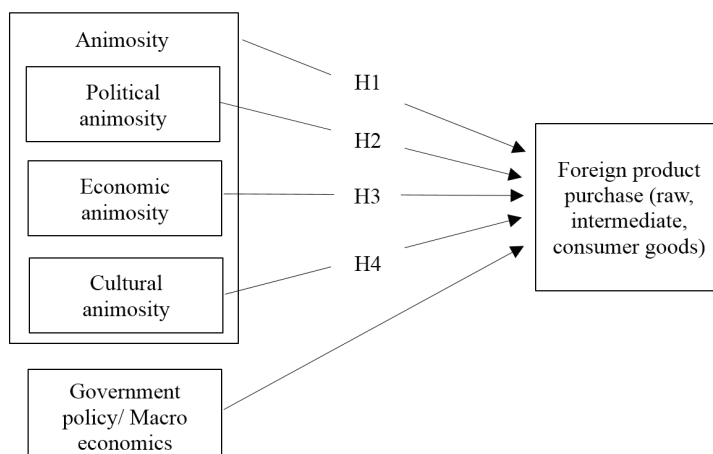 Animosity
Political
animosity
Economic
animosity
Cultural
animosity
Government
policy/ Macro
economics
H1
H2
H3
H4
Foreign product
purchase (raw,
intermediate,
consumer goods)